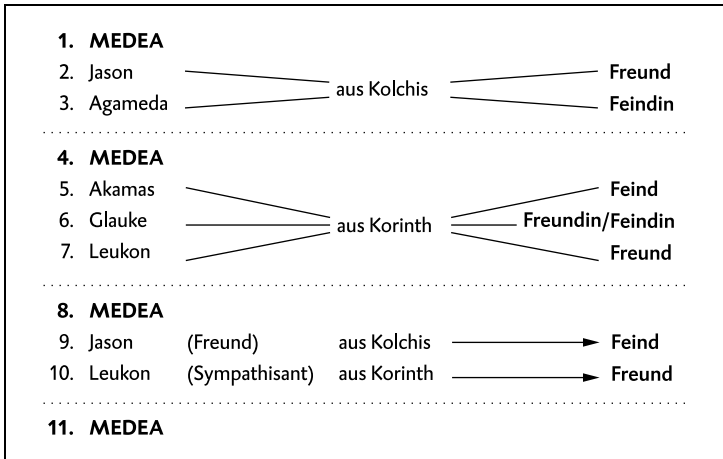 1. MEDEA
2. Jason Freund
aus Kolchis
3. Agameda Feindin
4. MEDEA
5. Akamas Feind
6. Glauke aus Korinth Freundin/Feindin
7. Leukon Freund
8. MEDEA
9. Jason (Freund) aus Kolchis Feind
10. Leukon (Sympathisant) aus Korinth Freund
11. MEDEA